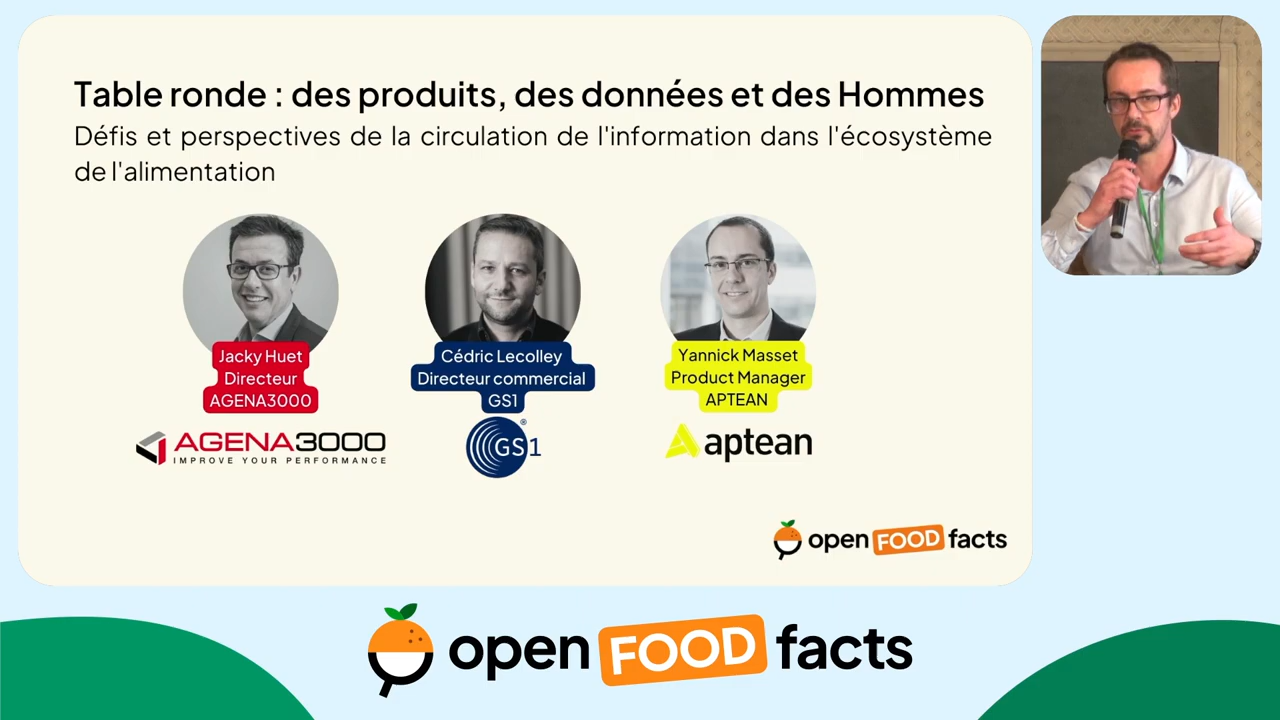 Table ronde : des produits, des données et des Hommes
Défis et perspectives de la circulation de l'information dans l'écosystème
de l'alimentation
Jacky Huet
Directeur
AGENA3000
AGENA3000
IMPROVE YOUR PERFORMANCE
Cédric Lecolley
Directeur commercial
GS1
GS1
®
Yannick Masset
Product Manager
APTEAN
aptean
open FOOD facts
open FOOD facts